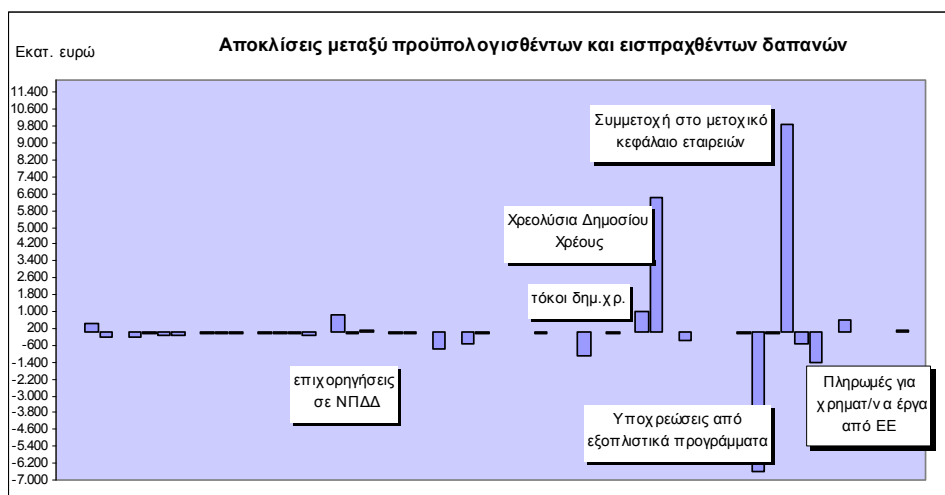 Αποκλίσεις μεταξύ προϋπολογισθέντων και εισπραχθέντων δαπανών
Εκατ. ευρώ
11.400
10.600
9.800
9.000
8.200
7.400
6.600
5.800
5.000
4.200
3.400
2.600
1.800
1.000
200
-600
-1.400
-2.200
-3.000
-3.800
-4.600
-5.400
-6.200
-7.000
Συμμετοχή στο μετοχικό
κεφάλαιο εταιρειών
Χρεολύσια Δημοσίου
Χρέους
τόκοι δημ.χρ.
επιχορηγήσεις
σε ΝΠΔΔ
Υποχρεώσεις από
εξοπλιστικά προγράμματα
Πληρωμές για
χρηματ/να έργα
από ΕΕ